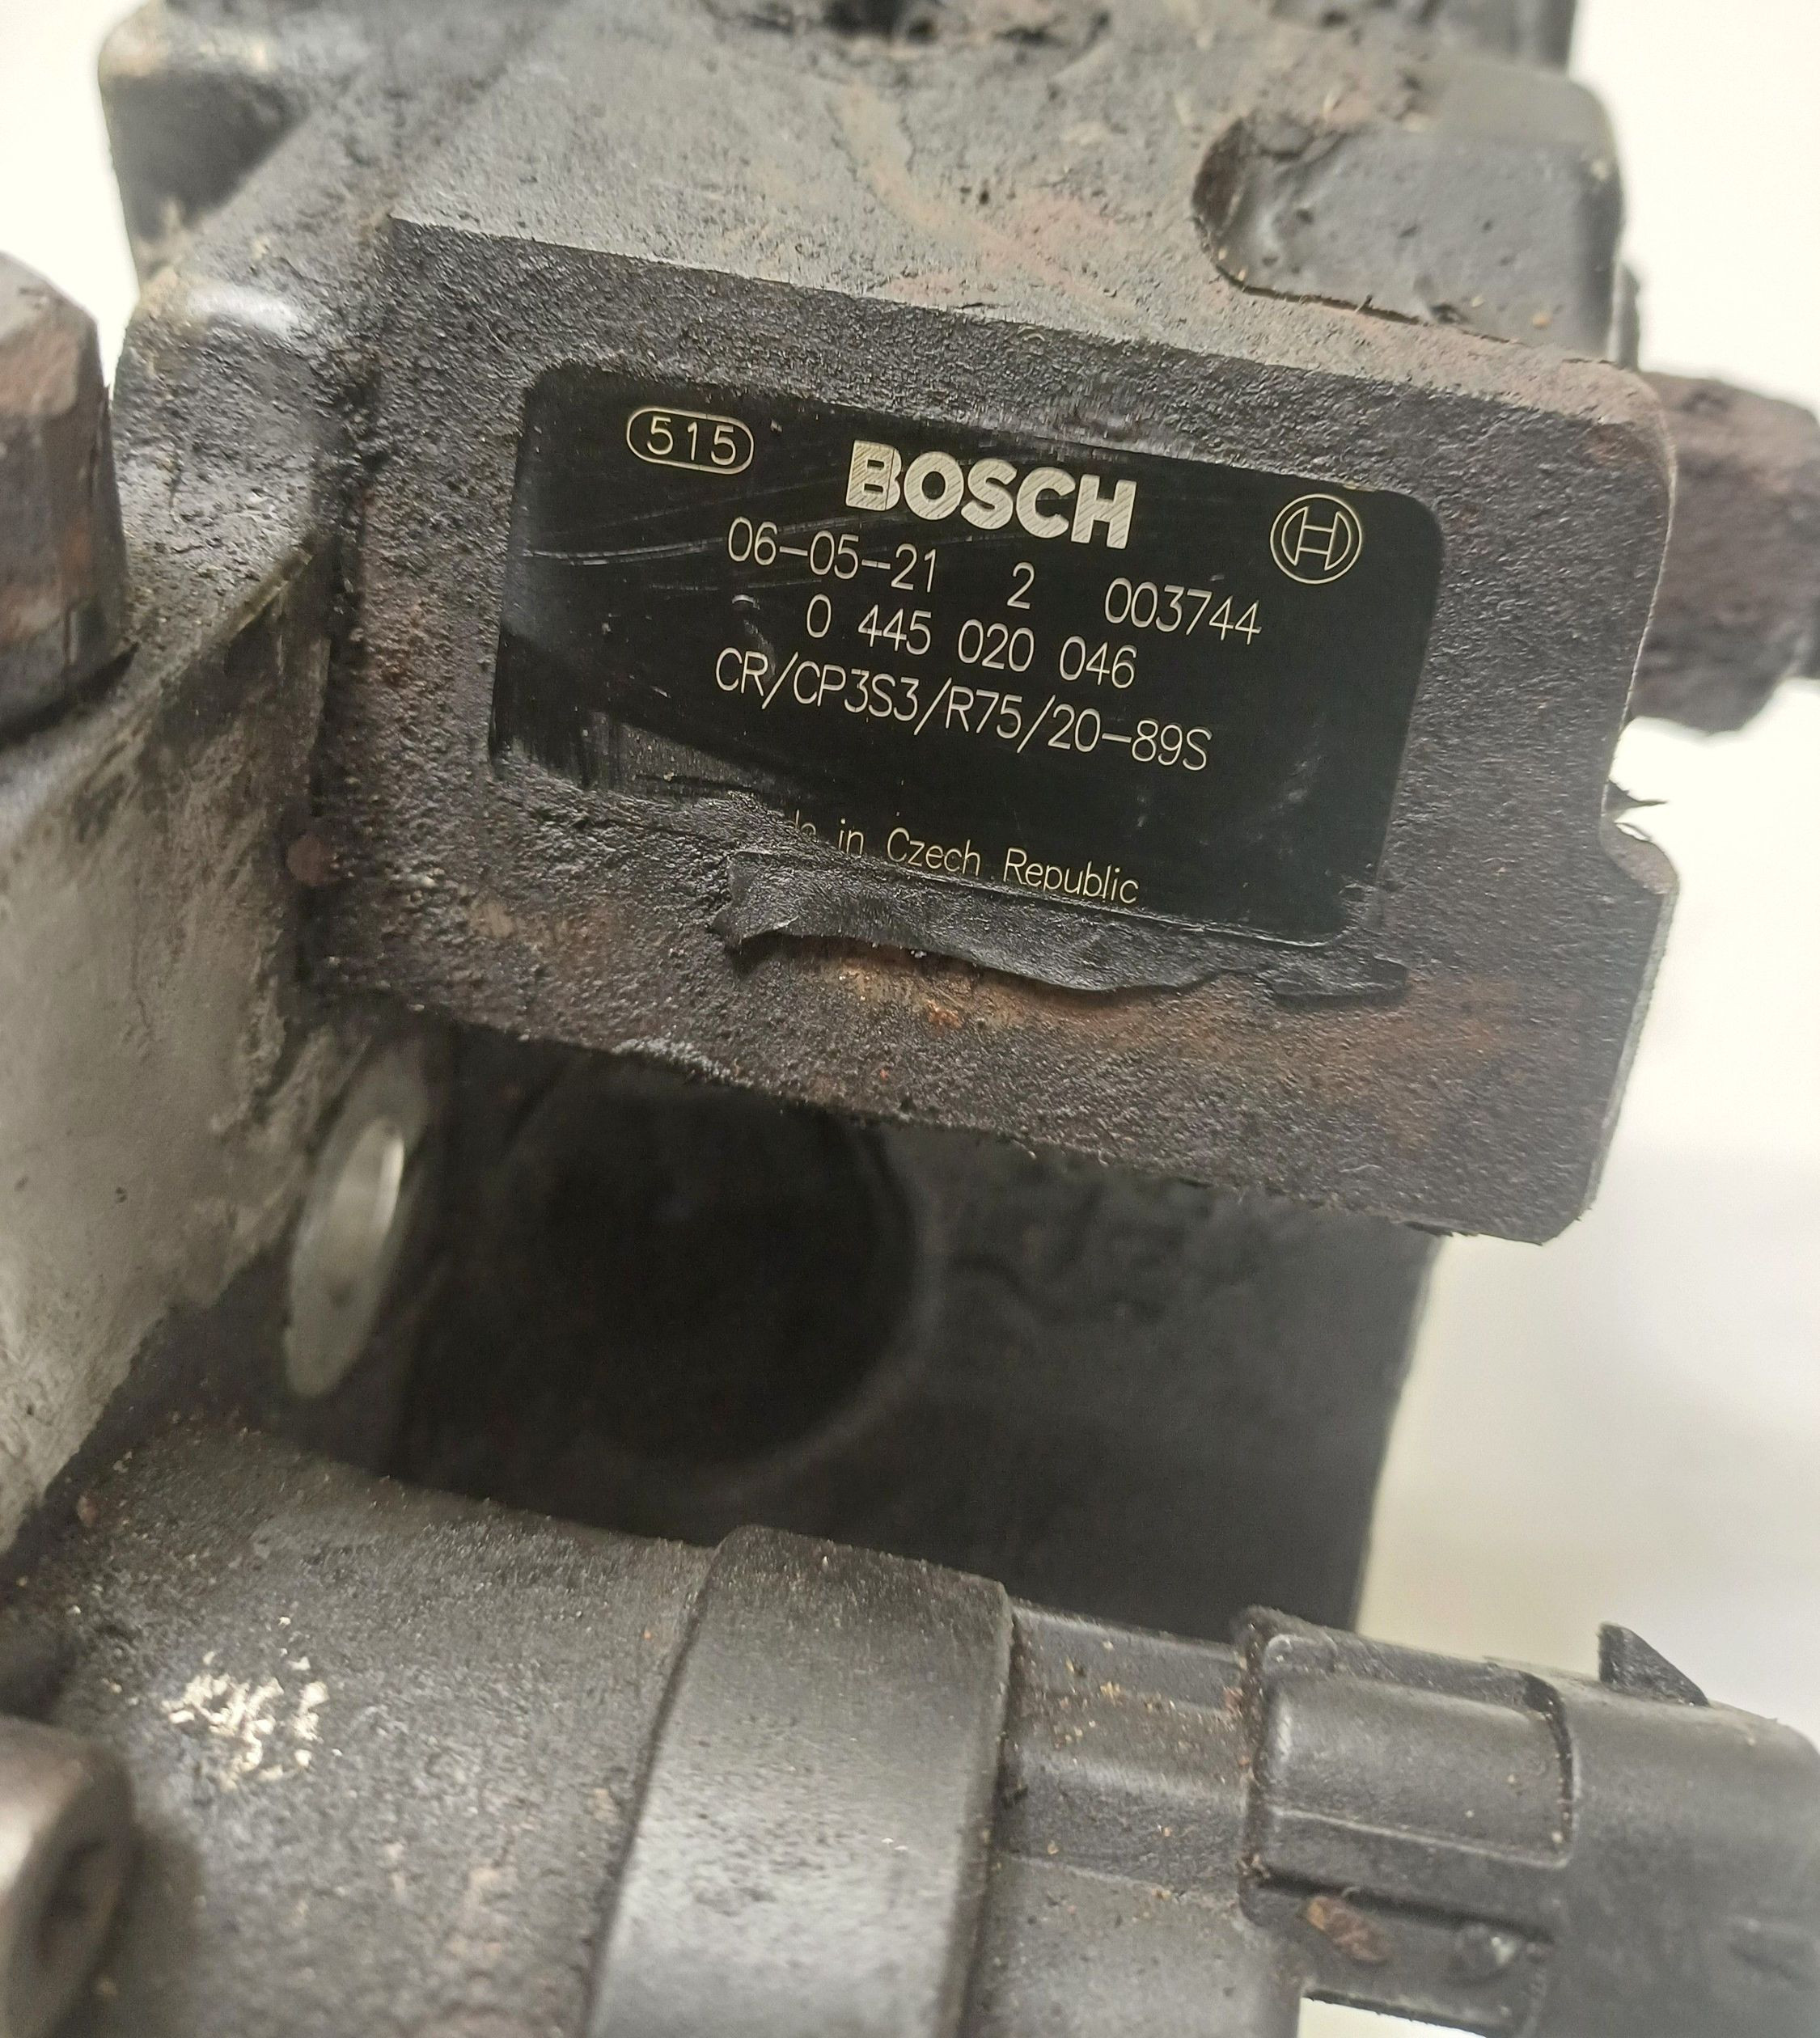 515
BOSCH
06-05-21 2 003744
0 445 020 046
CR/CP3S3/R75/20-89S
in Czech Republic